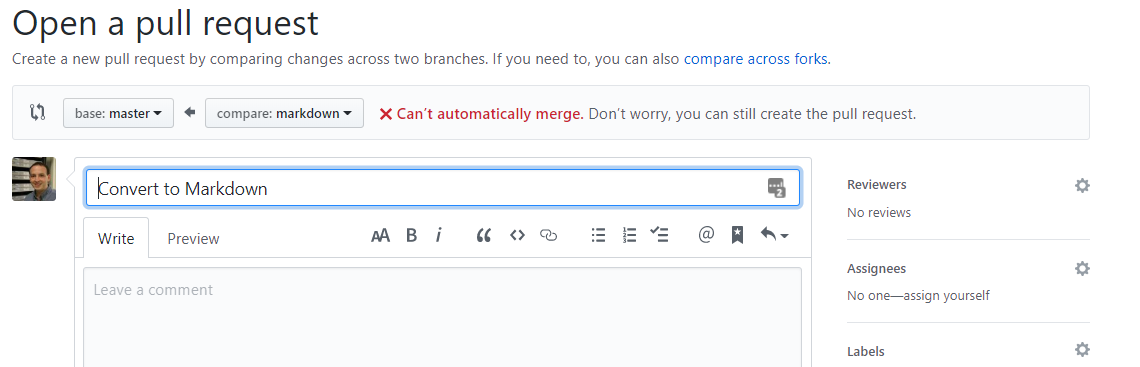 Open a pull request
Create a new pull request by comparing changes across two branches. If you need to, you can also compare across forks.
base: master compare: markdown Can’t automatically merge. Don’t worry, you can still create the pull request.
Convert to Markdown 2
Write Preview AA B i @
Leave a comment
Reviewers
No reviews
Assignees
No one—assign yourself
Labels